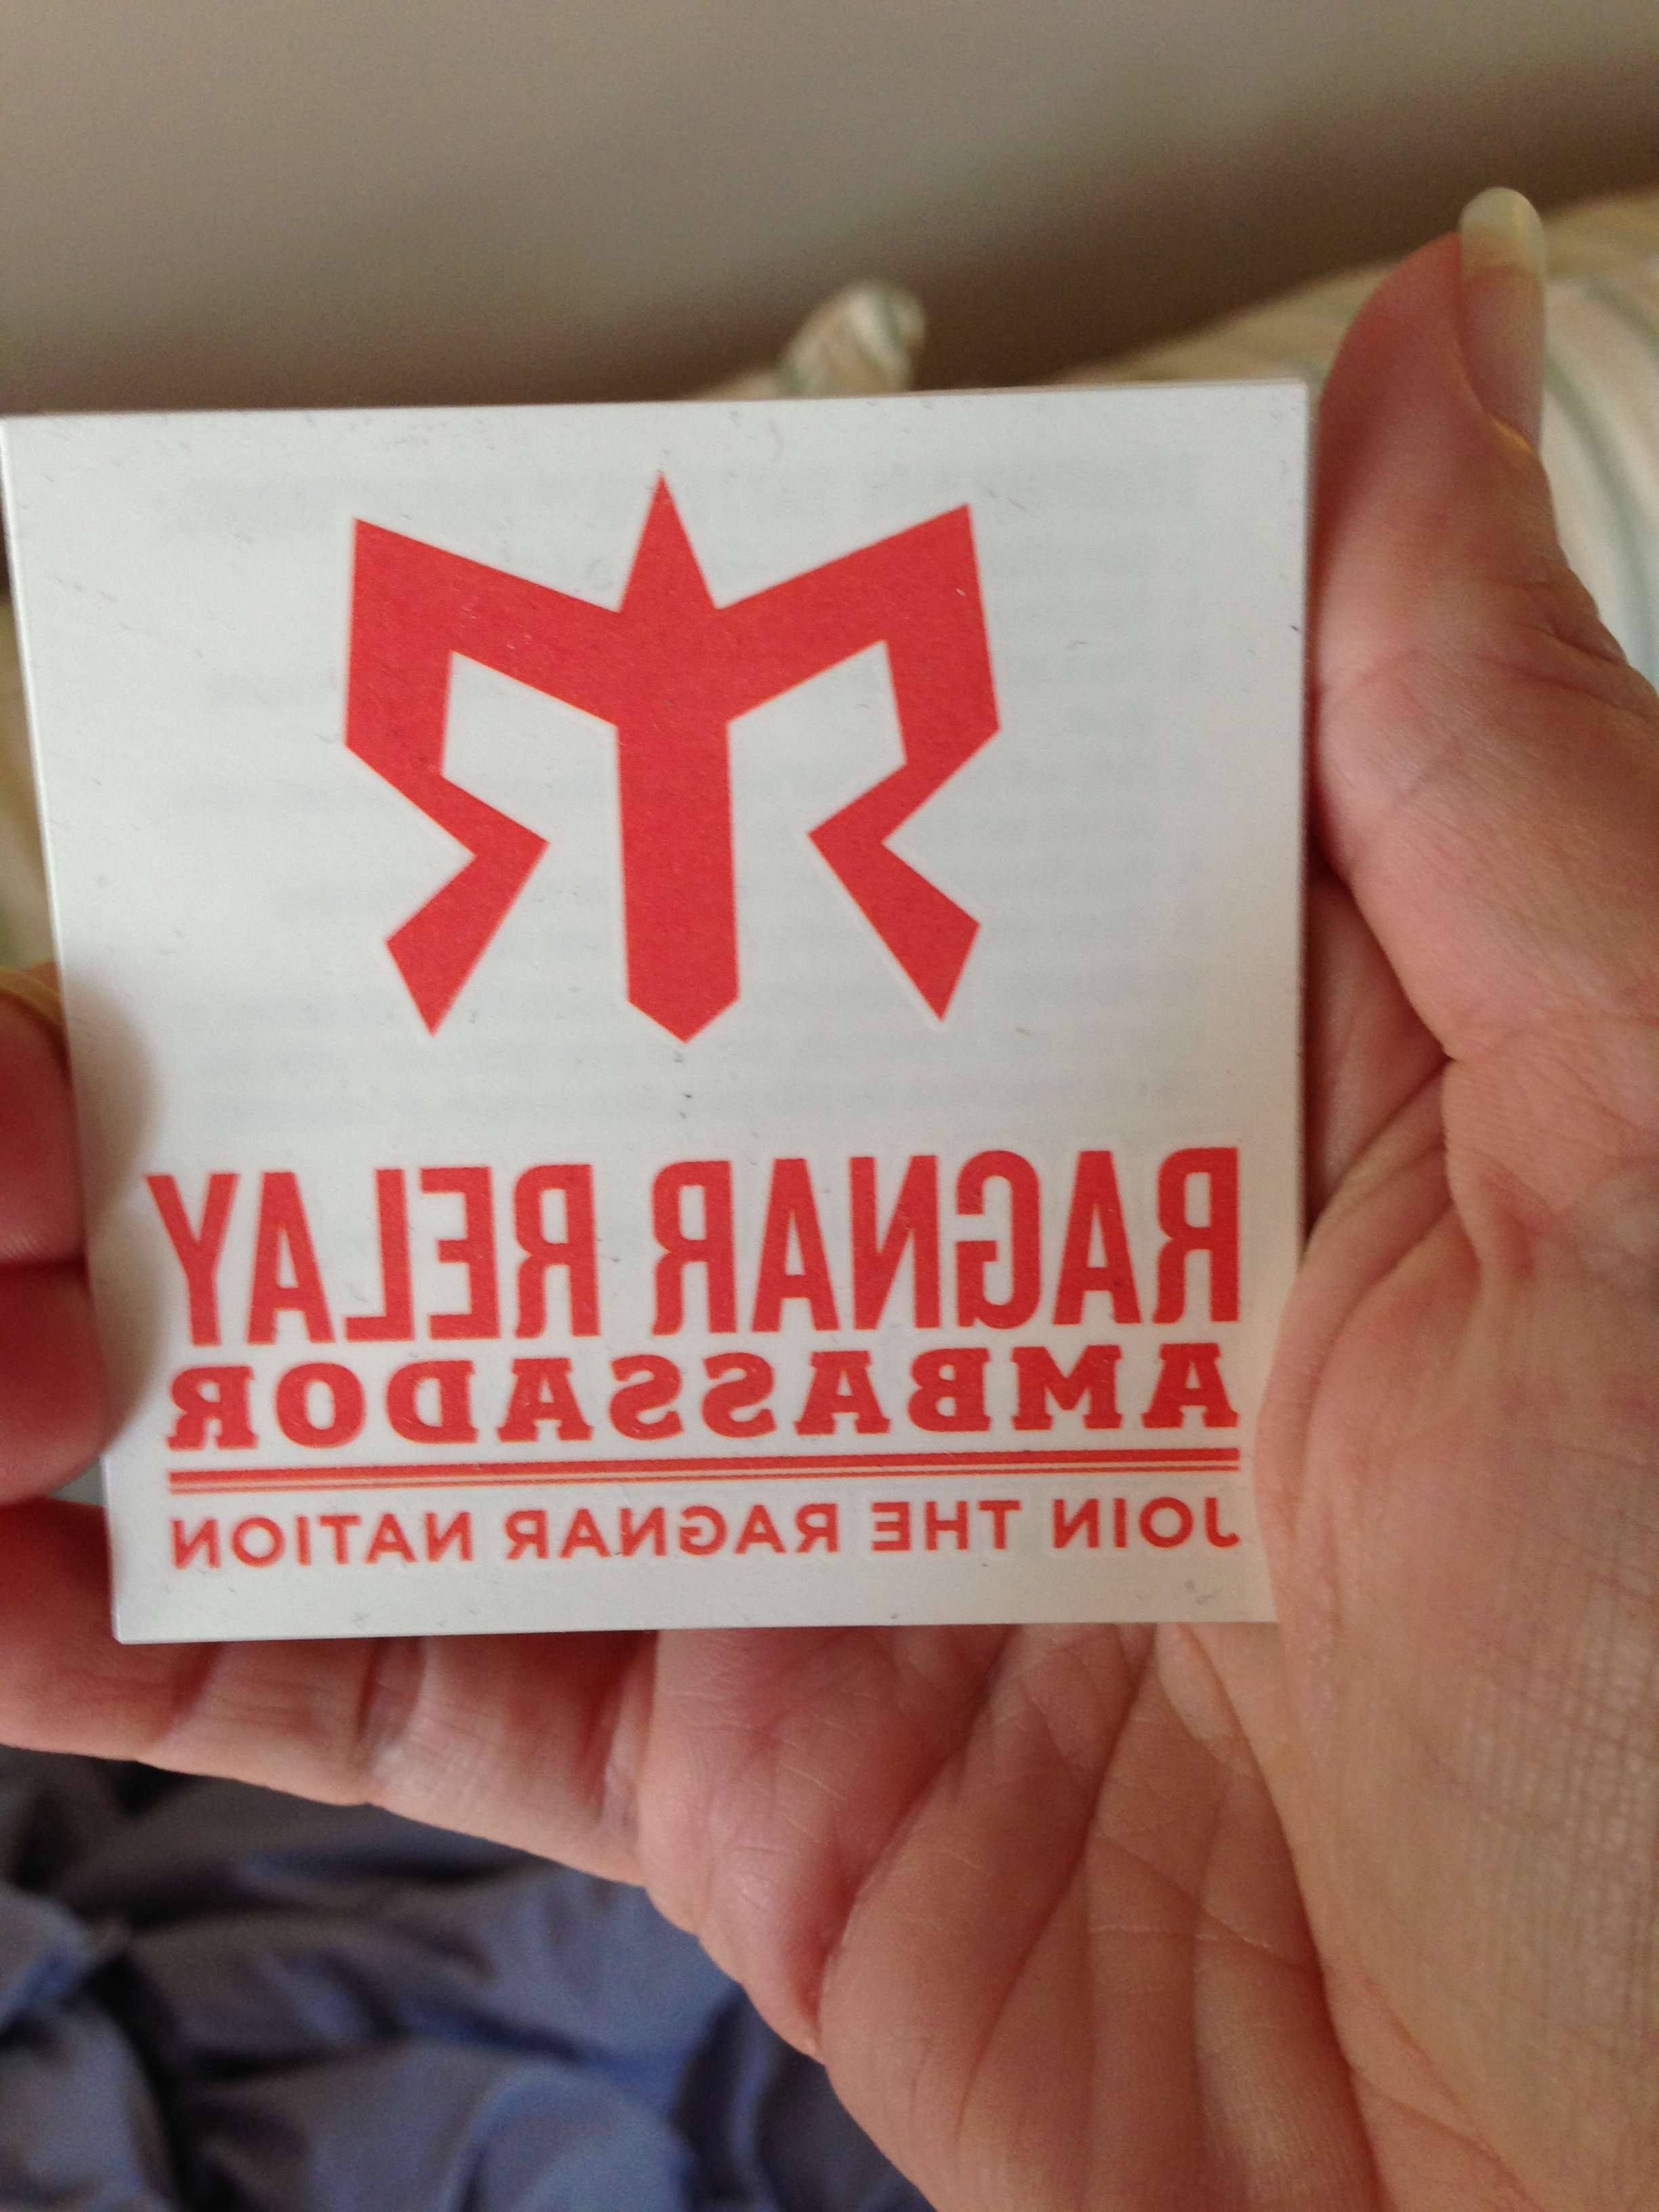 RAGNAR RELAY
AMBASSADOR
JOIN THE RAGNAR NATION